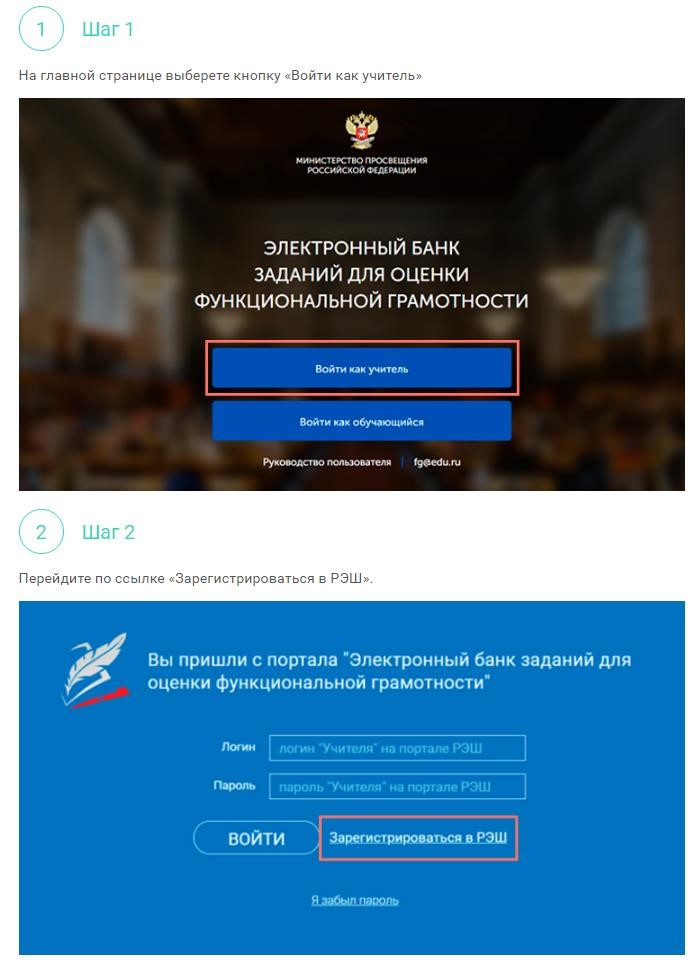 1 Шаг 1
На главной странице выберете кнопку «Войти как учитель»
МИНИСТЕРСТВО ПРОСВЕЩЕНИЯ
РОССИЙСКОЙ ФЕДЕРАЦИИ
ЭЛЕКТРОННЫЙ БАНК
ЗАДАНИЙ ДЛЯ ОЦЕНКИ
ФУНКЦИОНАЛЬНОЙ ГРАМОТНОСТИ
Войти как учитель
Войти как обучающийся
Руководство пользователя | fg@edu.ru
2 Шаг 2
Перейдите по ссылке «Зарегистрироваться в РЭШ».
Вы пришли с портала "Электронный банк заданий для
оценки функциональной грамотности"
Логин логин "Учителя" на портале РЭШ
Пароль пароль "Учителя" на портале РЭШ
ВОЙТИ Зарегистрироваться в РЭШ
Я забыл пароль